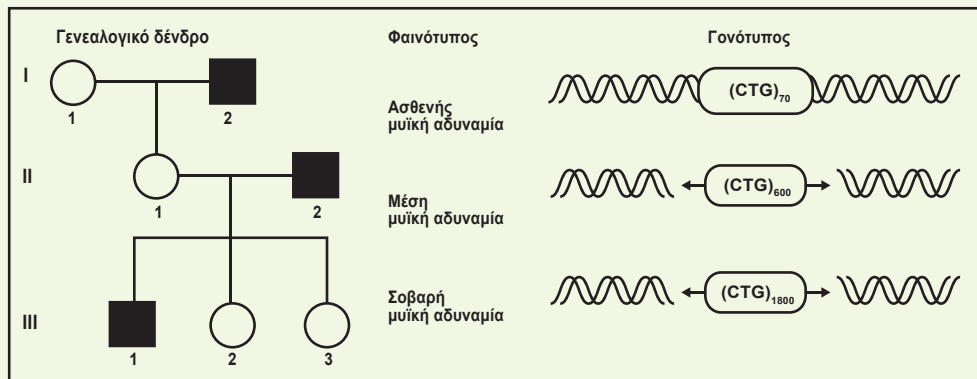 Γενεαλογικό δένδρο Φαινότυπος Γονότυπος
I
1 2
Ασθενής
μυϊκή αδυναμία
(CTG)70
II
1 2
Μέση
μυϊκή αδυναμία
(CTG)600
III
1 2 3
Σοβαρή
μυϊκή αδυναμία
(CTG)1800